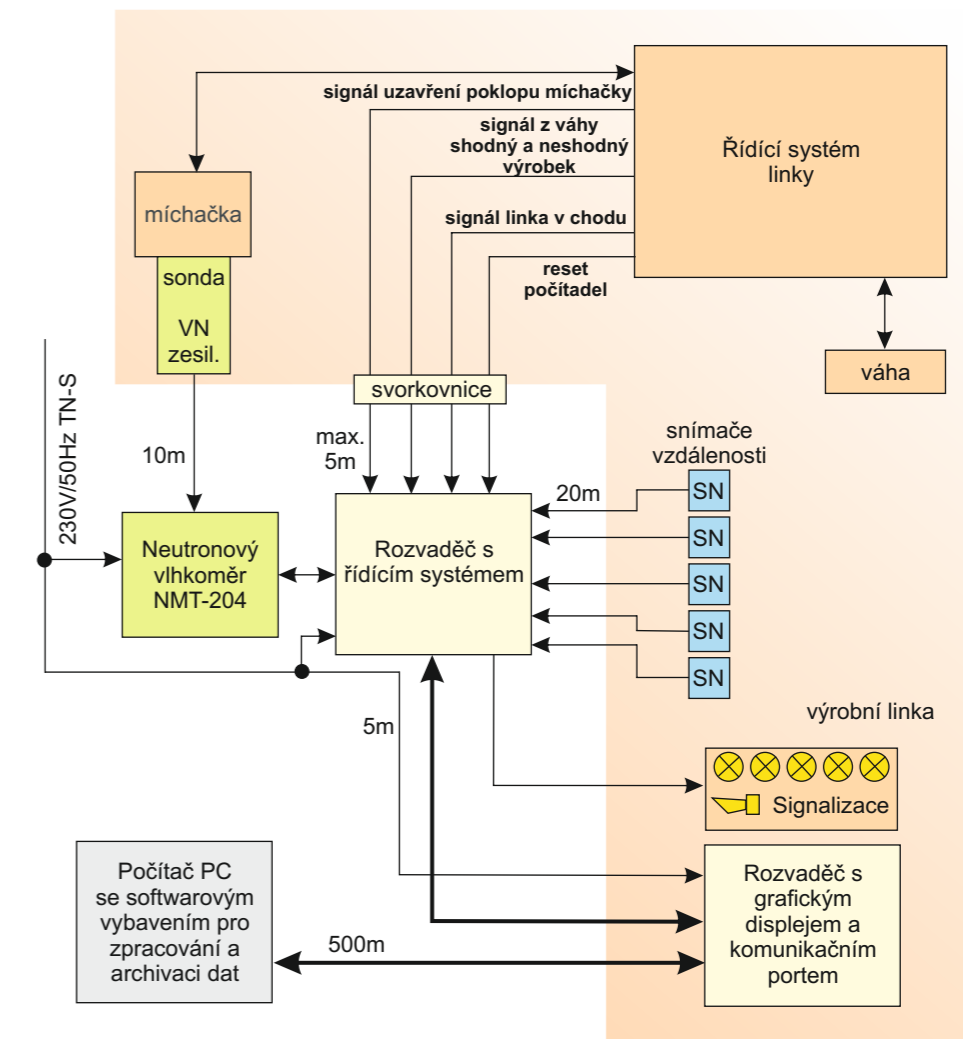 signál uzavření poklopu míchačky
signál z váhy
shodný a neshodný
výrobek
signál linka v chodu
reset
počítadel
Řídící systém
linky
míchačka
sonda
VN
zesil.
váha
svorkovnice
230V/50Hz TN-S
10m
max.
5m
snímače
vzdálenosti
20m
SN
SN
SN
SN
SN
Neutronový
vlhkoměr
NMT-204
Rozvaděč s
řídícím systémem
5m
výrobní linka
Signalizace
Počítač PC
se softwarovým
vybavením pro
zpracování a
archivaci dat
500m
Rozvaděč s
grafickým
displejem a
komunikačním
portem